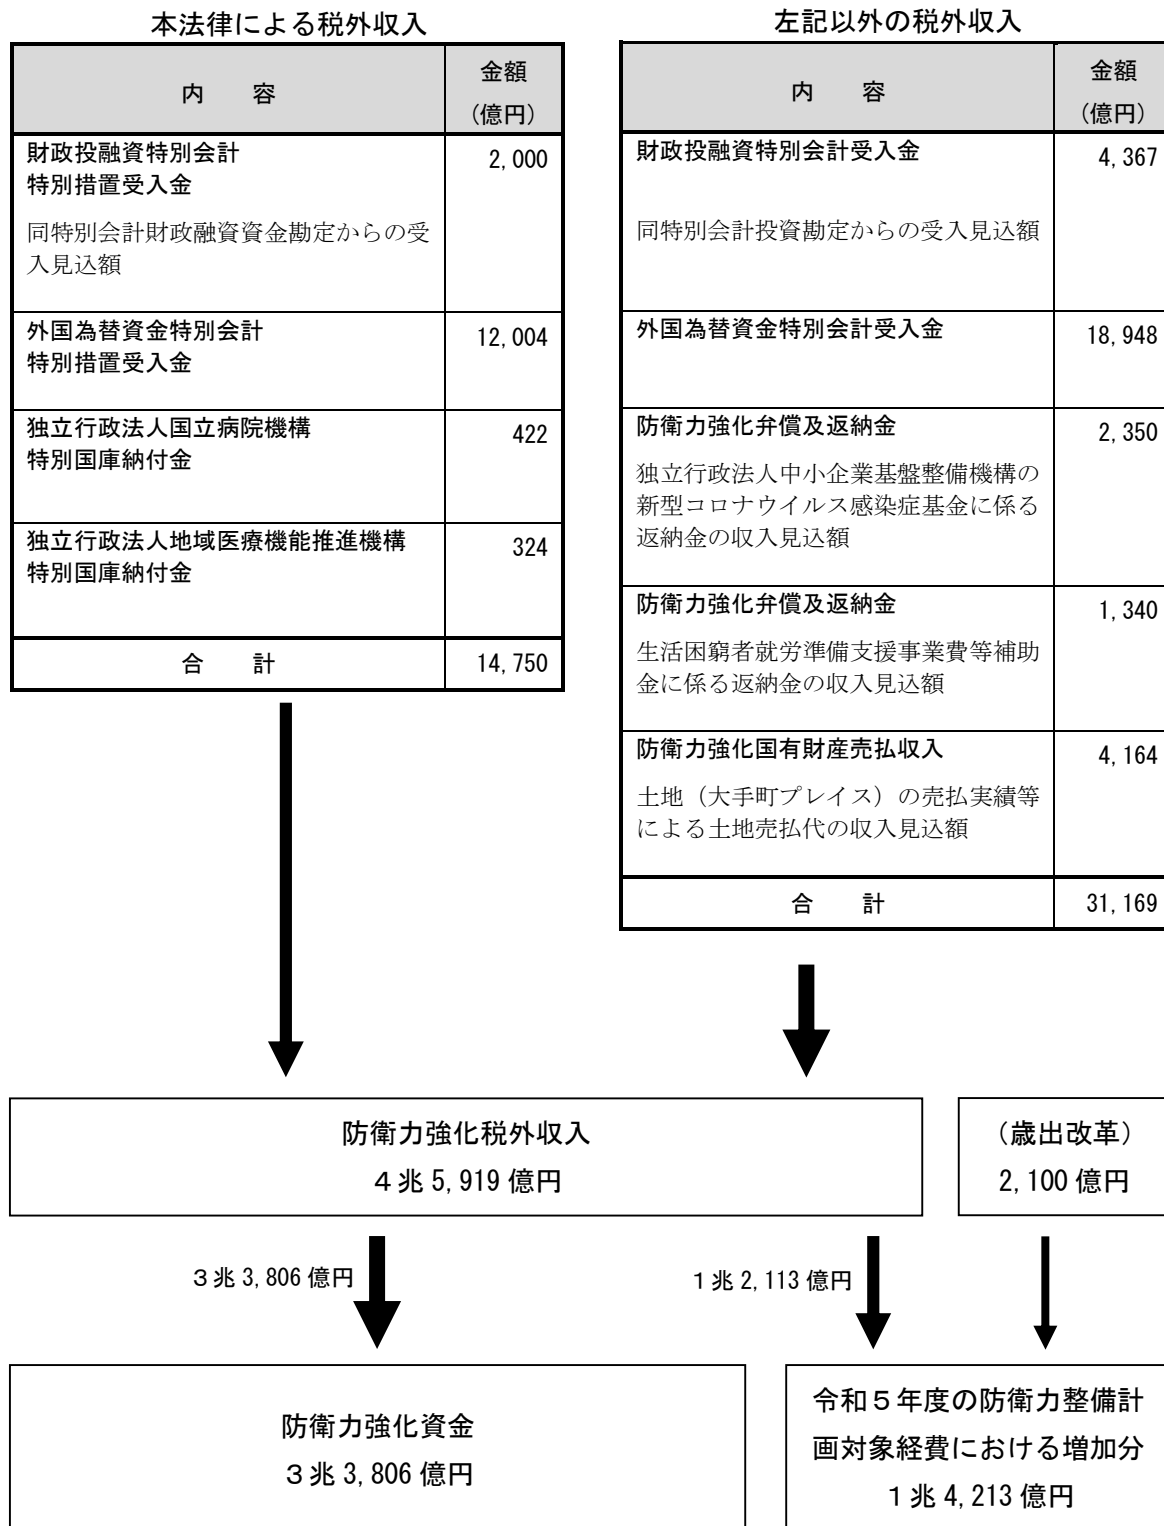 本法律による税外収入
内　　容
金額
(億円)
財政投融資特別会計
特別措置受入金
同特別会計財政融資資金勘定からの受
入見込額
2,000
外国為替資金特別会計
特別措置受入金
12,004
独立行政法人国立病院機構
特別国庫納付金
422
独立行政法人地域医療機能推進機構
特別国庫納付金
324
合　　計
14,750
左記以外の税外収入
内　　容
金額
(億円)
財政投融資特別会計受入金
同特別会計投資勘定からの受入見込額
4,367
外国為替資金特別会計受入金
18,948
防衛力強化弁償及返納金
独立行政法人中小企業基盤整備機構の
新型コロナウイルス感染症基金に係る
返納金の収入見込額
2,350
防衛力強化弁償及返納金
生活困窮者就労準備支援事業費等補助
金に係る返納金の収入見込額
1,340
防衛力強化国有財産売払収入
土地（大手町プレイス）の売払実績等
による土地売払代の収入見込額
4,164
合　　計
31,169
防衛力強化税外収入
４兆 5,919 億円
（歳出改革）
2,100 億円
３兆 3,806 億円
１兆 2,113 億円
防衛力強化資金
３兆 3,806 億円
令和５年度の防衛力整備計
画対象経費における増加分
１兆 4,213 億円